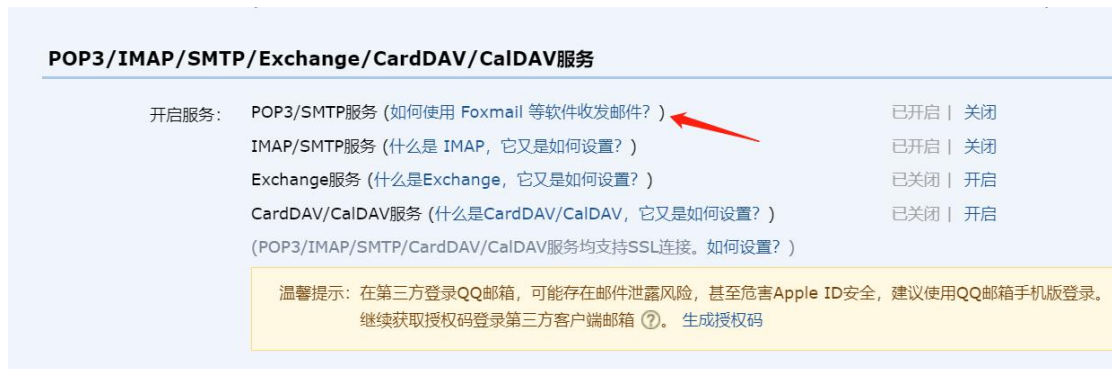 POP3/IMAP/SMTP/Exchange/CardDAV/CalDAV服务
开启服务： POP3/SMTP服务 (如何使用 Foxmail 等软件收发邮件？) 已开启 | 关闭
IMAP/SMTP服务 (什么是 IMAP，它又是如何设置？) 已开启 | 关闭
Exchange服务 (什么是Exchange，它又是如何设置？) 已关闭 | 开启
CardDAV/CalDAV服务 (什么是CardDAV/CalDAV，它又是如何设置？) 已关闭 | 开启
(POP3/IMAP/SMTP/CardDAV/CalDAV服务均支持SSL连接。如何设置？)
温馨提示：在第三方登录QQ邮箱，可能存在邮件泄露风险，甚至危害Apple ID安全，建议使用QQ邮箱手机版登录。
继续获取授权码登录第三方客户端邮箱 ?。 生成授权码